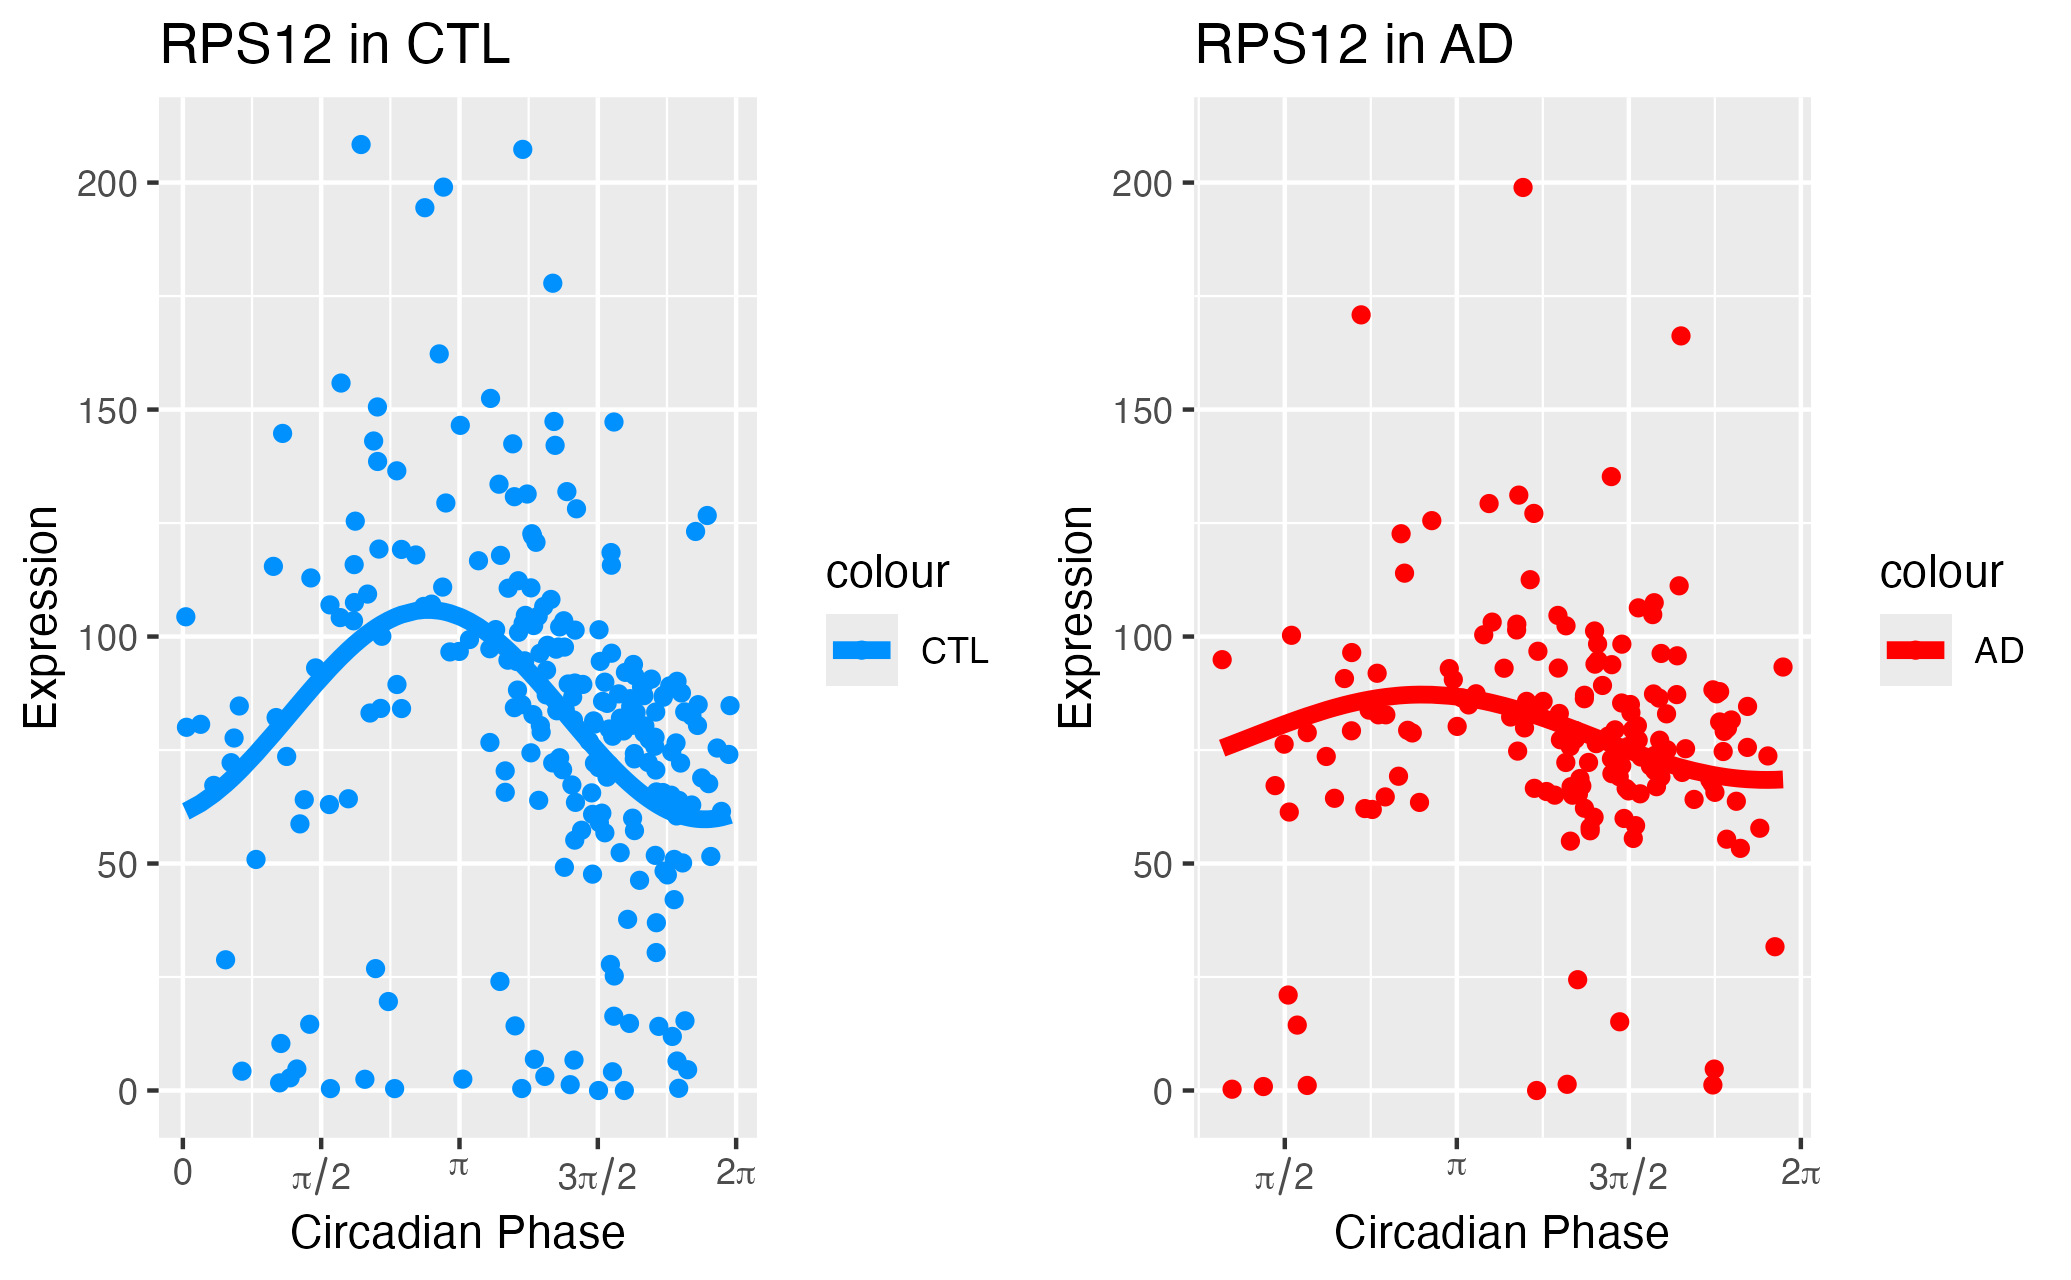 RPS12 in CTL
200
150
100
50
0
Expression
0 π/2 π 3π/2 2π
Circadian Phase
colour
CTL
RPS12 in AD
200
150
100
50
0
Expression
π/2 π 3π/2 2π
Circadian Phase
colour
AD